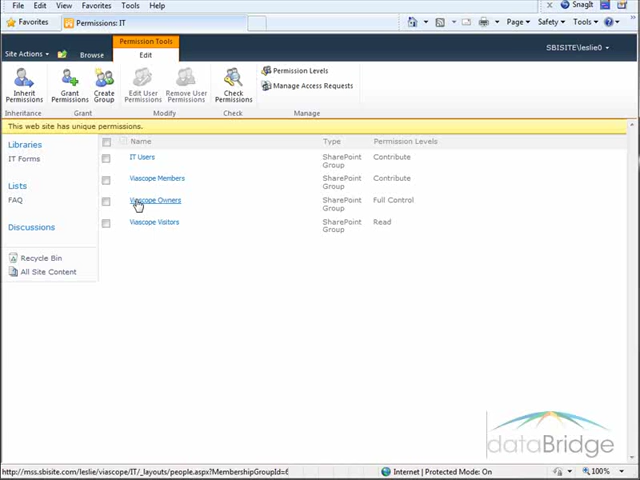 File Edit View Favorites Tools Help
SnagIt
Favorites Permissions: IT
Page Safety Tools
Permission Tools
Site Actions Browse Edit
SBISITE\leslie0
Inherit Permissions
Grant Permissions
Create Group
Edit User Permissions
Remove User Permissions
Check Permissions
Permission Levels
Manage Access Requests
Inheritance Grant Modify Check Manage
This web site has unique permissions.
Libraries
IT Forms
Lists
FAQ
Discussions
Recycle Bin
All Site Content
Name Type Permission Levels
IT Users SharePoint Group Contribute
Viascope Members SharePoint Group Contribute
Viascope Owners SharePoint Group Full Control
Viascope Visitors SharePoint Group Read
dataBridge
http://mss.sbisite.com/leslie/viascope/IT/_layouts/people.aspx?MembershipGroupId=6
Internet | Protected Mode: On
100%